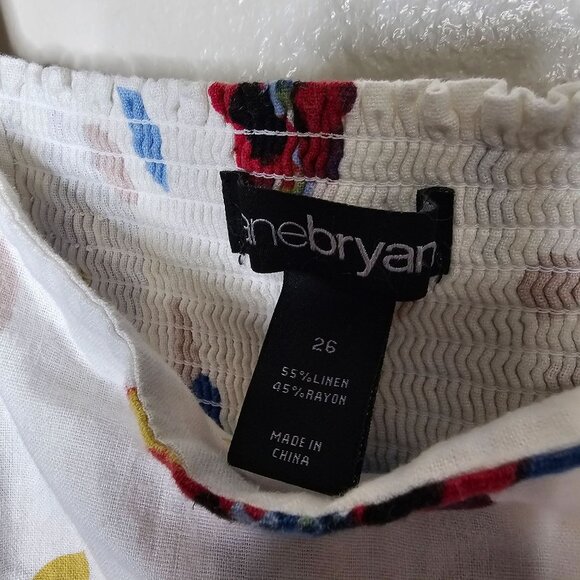 anebryan
26
55%LINEN
45%RAYON
MADE IN
CHINA